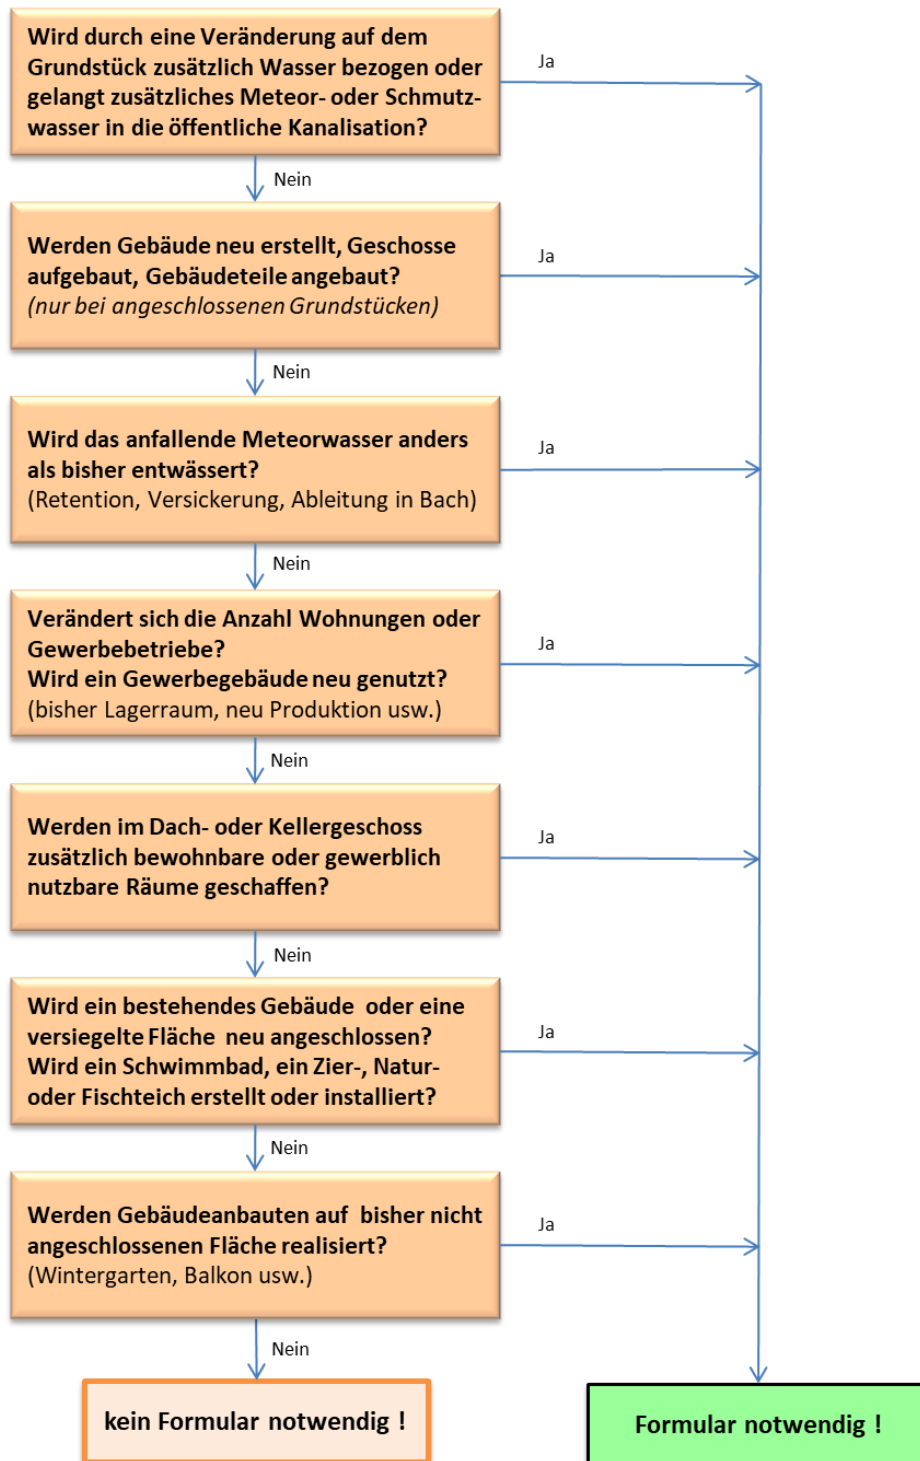 Wird durch eine Veränderung auf dem
Grundstück zusätzlich Wasser bezogen oder
gelangt zusätzliches Meteor- oder Schmutz-
wasser in die öffentliche Kanalisation?
Ja
Nein
Werden Gebäude neu erstellt, Geschosse
aufgebaut, Gebäudeteile angebaut?
(nur bei angeschlossenen Grundstücken)
Ja
Nein
Wird das anfallende Meteorwasser anders
als bisher entwässert?
(Retention, Versickerung, Ableitung in Bach)
Ja
Nein
Verändert sich die Anzahl Wohnungen oder
Gewerbebetriebe?
Wird ein Gewerbegebäude neu genutzt?
(bisher Lagerraum, neu Produktion usw.)
Ja
Nein
Werden im Dach- oder Kellergeschoss
zusätzlich bewohnbare oder gewerblich
nutzbare Räume geschaffen?
Ja
Nein
Wird ein bestehendes Gebäude oder eine
versiegelte Fläche neu angeschlossen?
Wird ein Schwimmbad, ein Zier-, Natur-
oder Fischteich erstellt oder installiert?
Ja
Nein
Werden Gebäudeanbauten auf bisher nicht
angeschlossenen Fläche realisiert?
(Wintergarten, Balkon usw.)
Ja
Nein
kein Formular notwendig !
Formular notwendig !